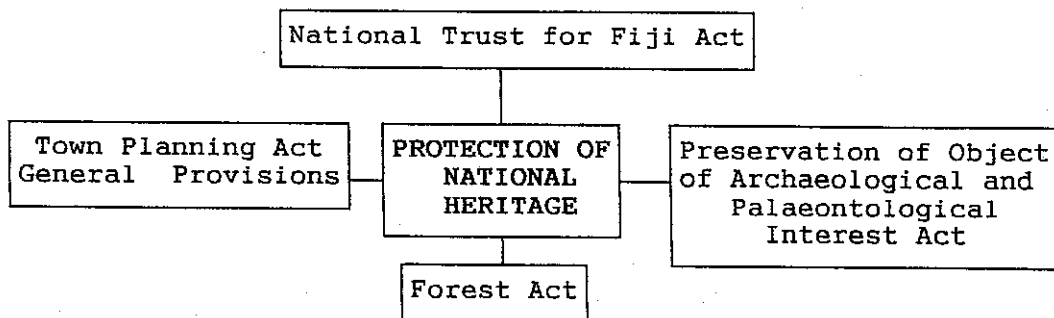 National Trust for Fiji Act
Town Planning Act
General Provisions
PROTECTION OF
NATIONAL
HERITAGE
Preservation of Object
of Archaeological and
Palaeontological
Interest Act
Forest Act